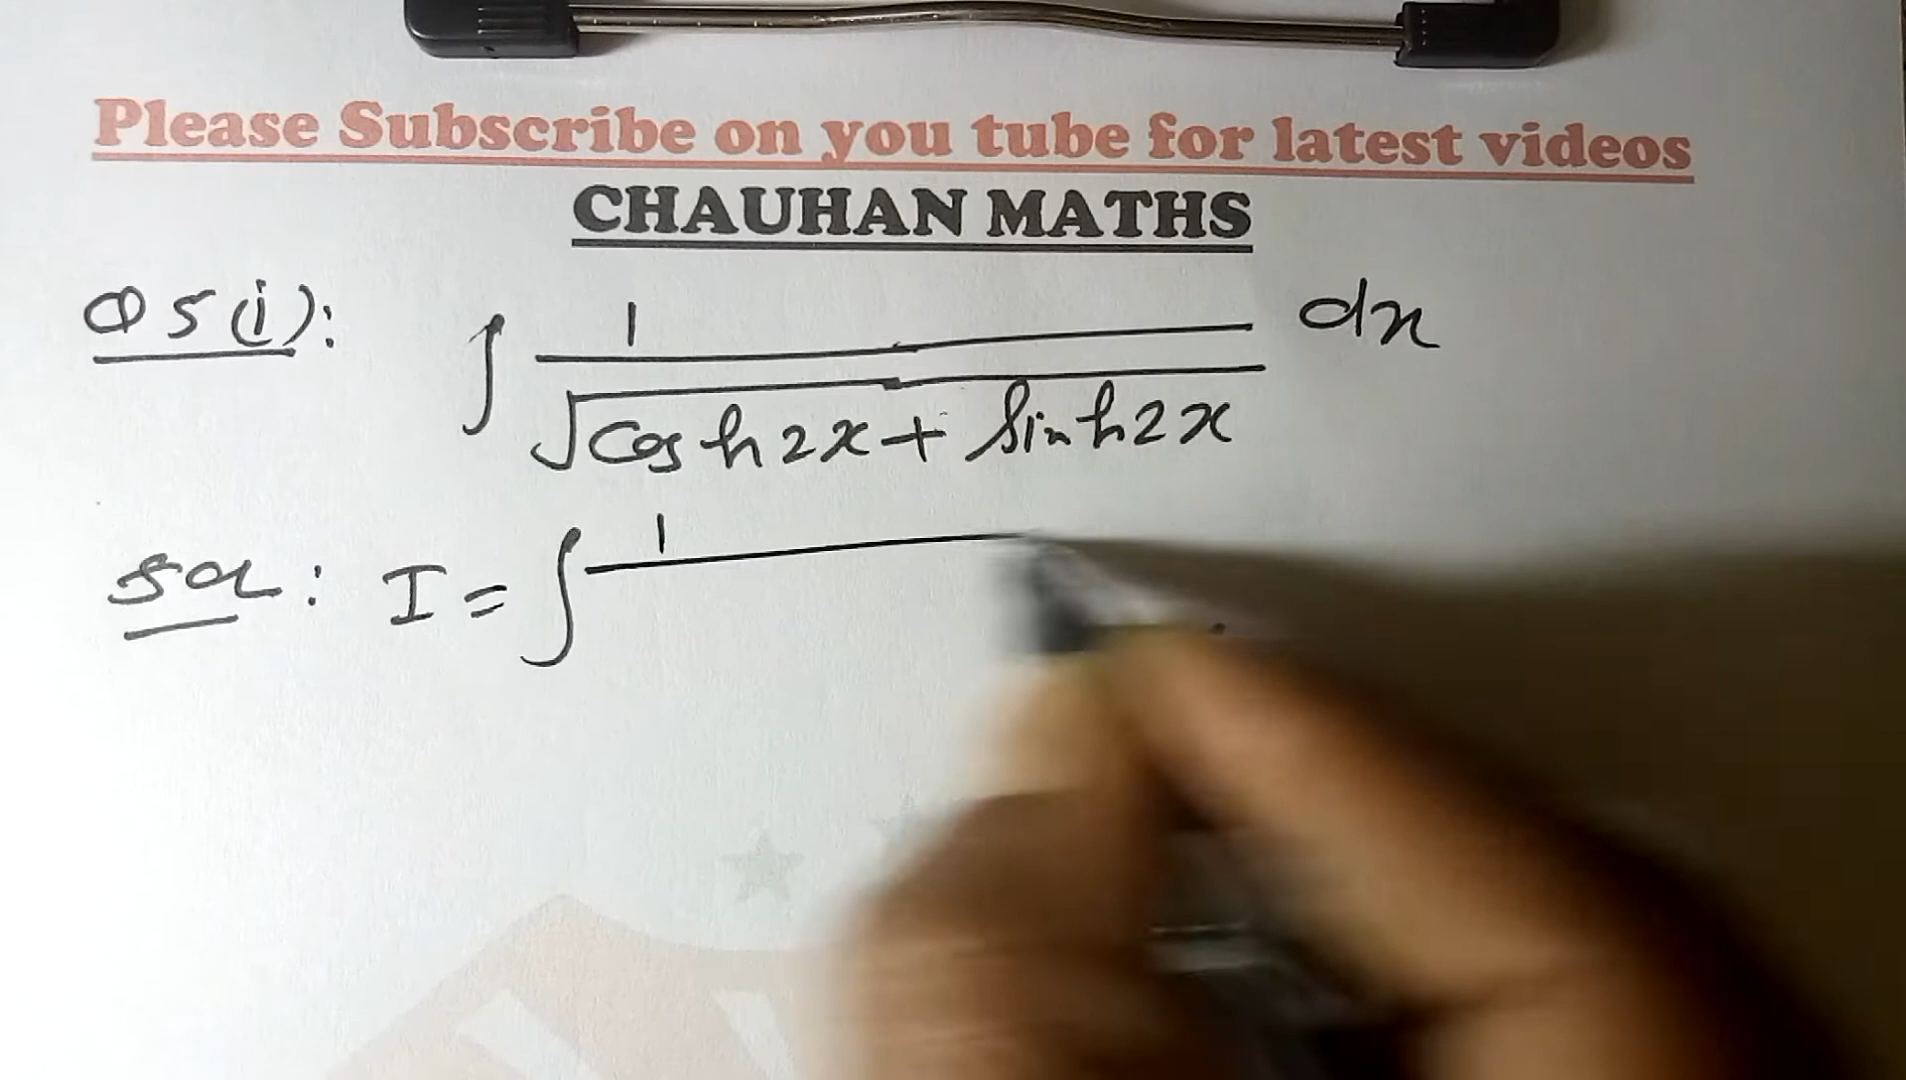 Please Subscribe on you tube for latest videos
CHAUHAN MATHS
Q5(i): ∫ 1/√(cosh2x + sinh2x) dx
Sol: I = ∫ 1